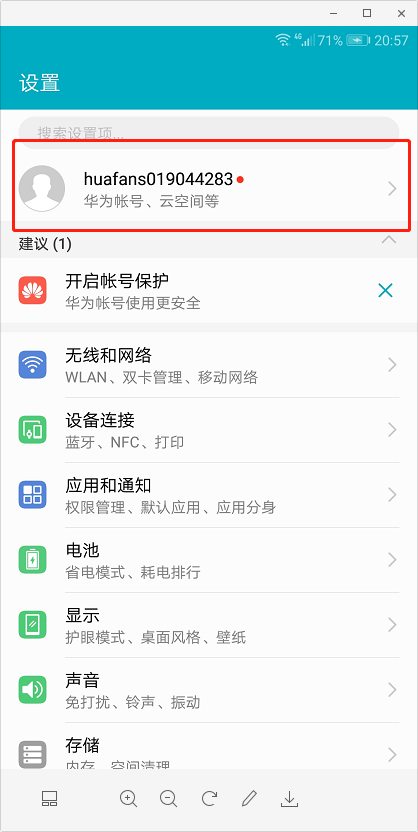 4G 71% 20:57
设置
搜索设置项...
huafans019044283
华为帐号、云空间等
建议 (1)
开启帐号保护
华为帐号使用更安全
无线和网络
WLAN、双卡管理、移动网络
设备连接
蓝牙、NFC、打印
应用和通知
权限管理、默认应用、应用分身
电池
省电模式、耗电排行
显示
护眼模式、桌面风格、壁纸
声音
免打扰、铃声、振动
存储
内存、空间清理